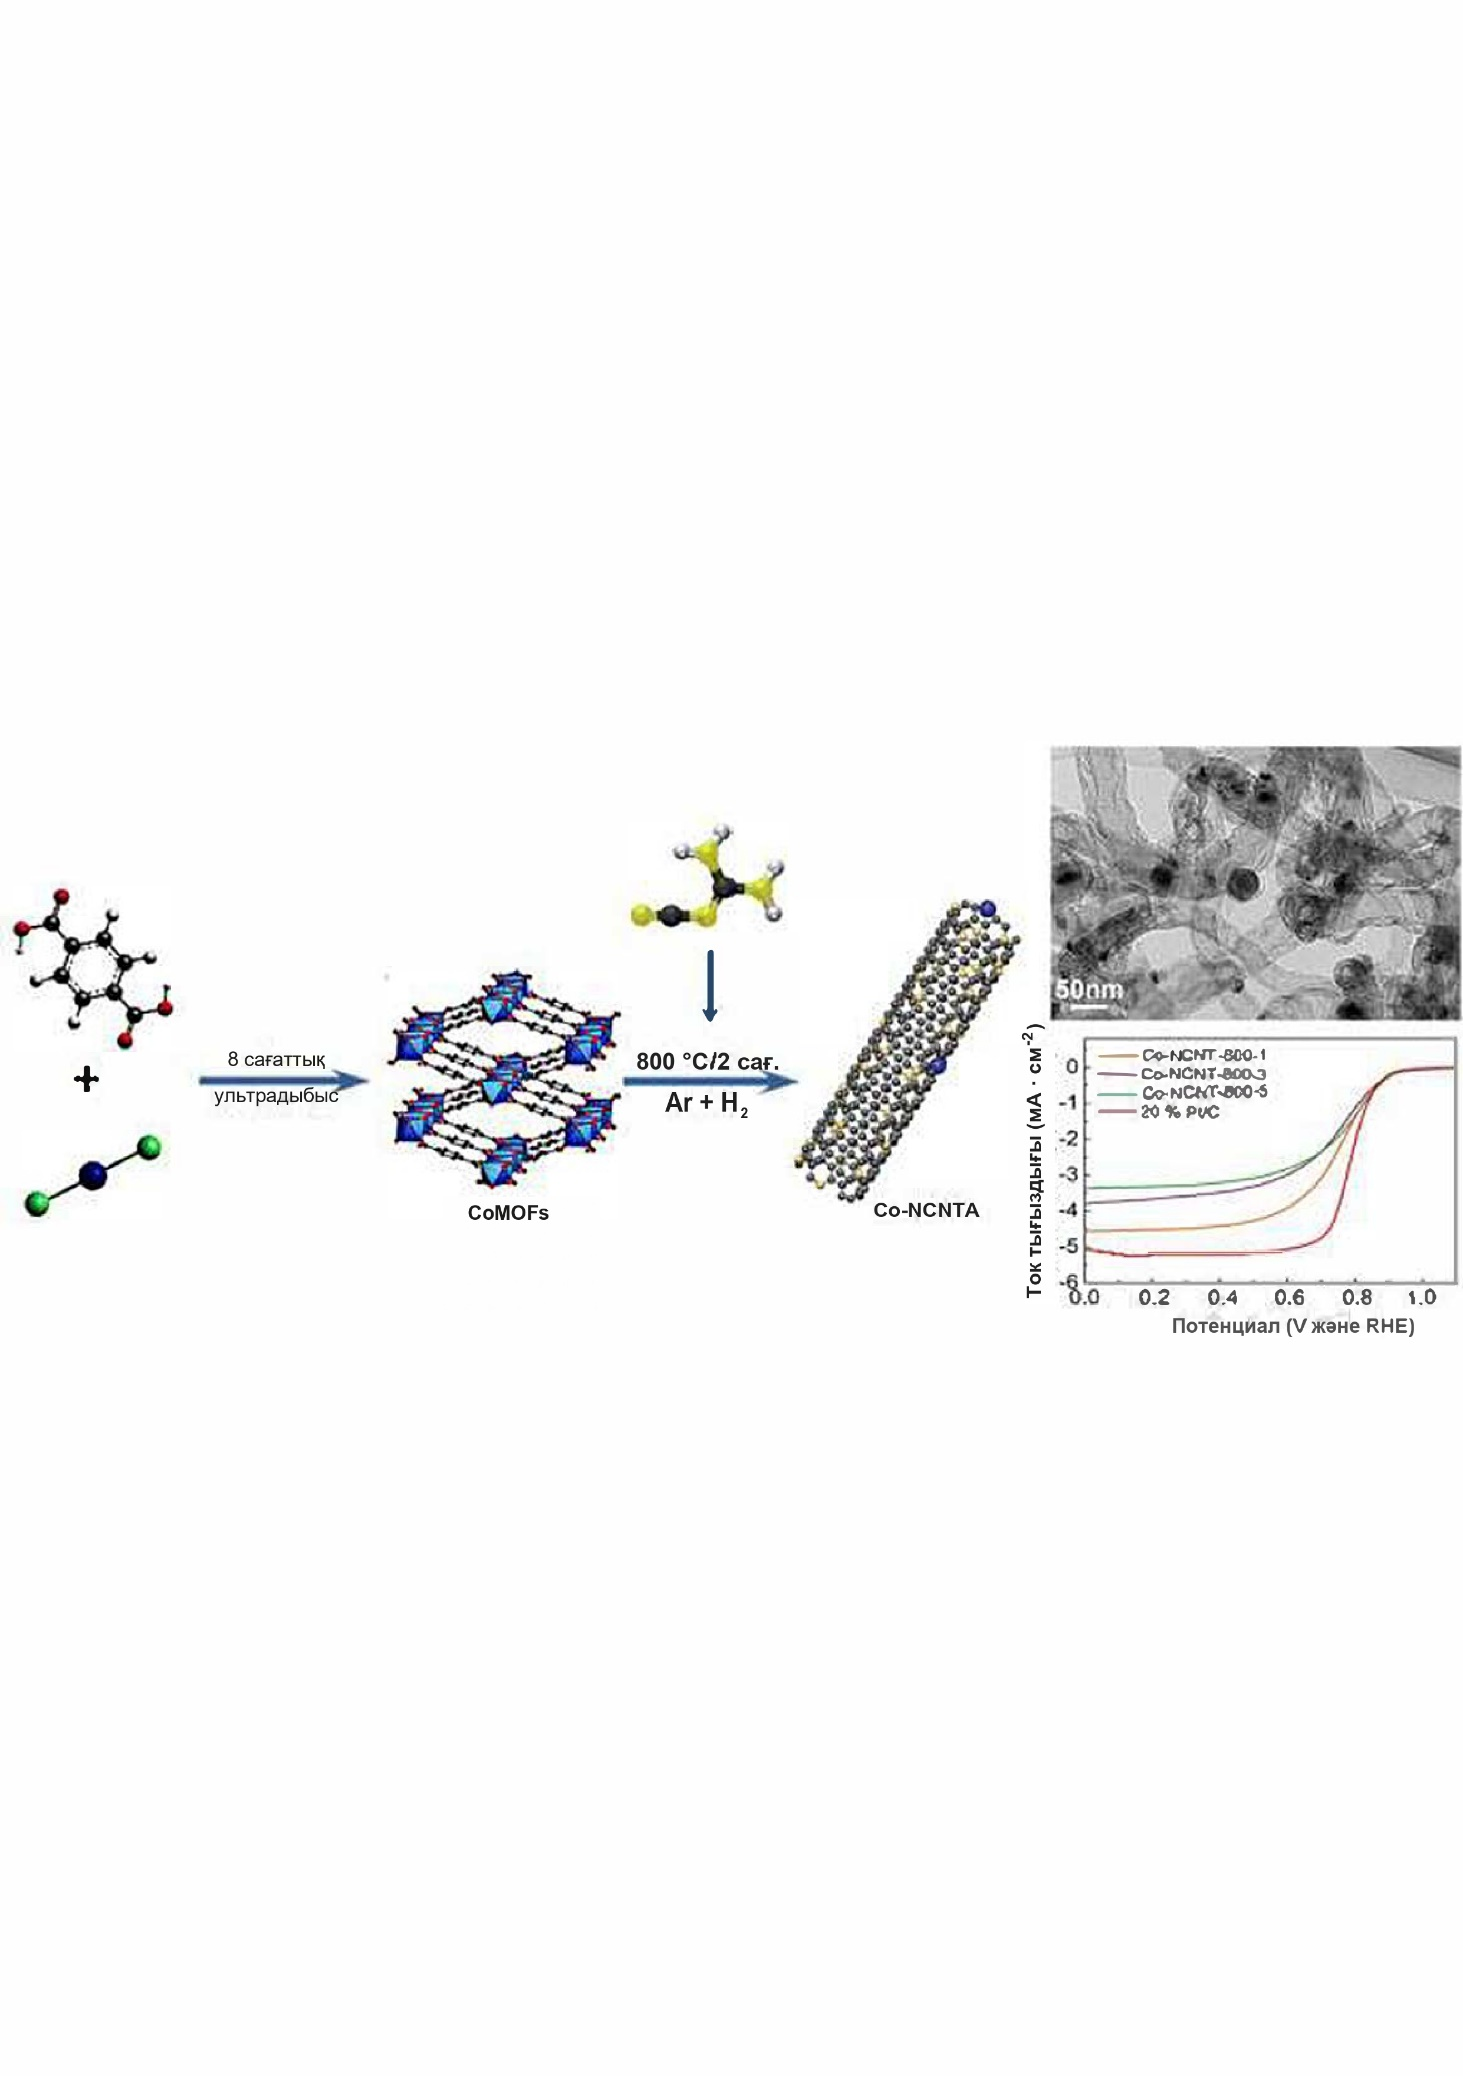 +
8 сағаттық
ультрадыбыс
CoMOFs
800 °C/2 сағ.
Ar + H₂
Co-NCNTA
50nm
Ток тығыздығы (мА · см⁻²)
0
-1
-2
-3
-4
-5
-6
Co-NCNT-800-1
Co-NCNT-800-3
Co-NCNT-800-5
20 % Pt/C
0.0 0.2 0.4 0.6 0.8 1.0
Потенциал (V және RHE)